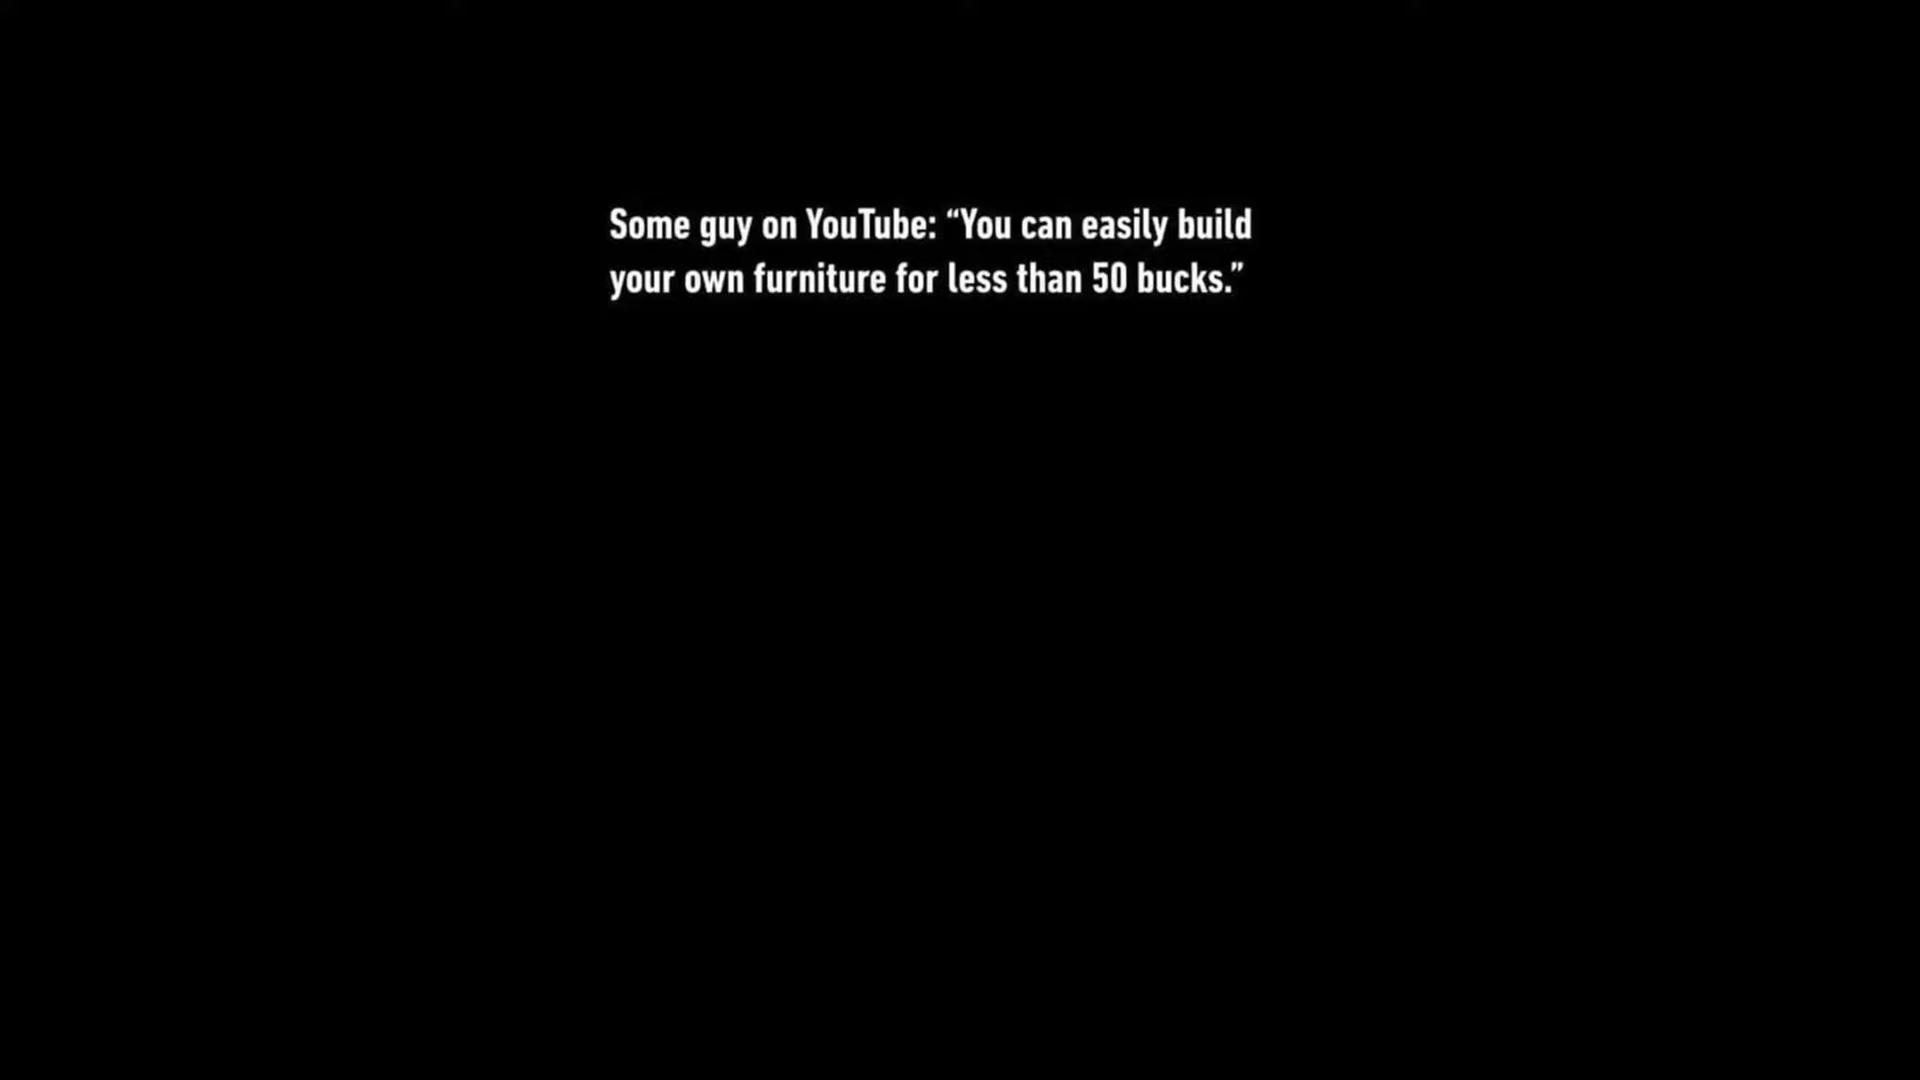 Some guy on YouTube: “You can easily build
your own furniture for less than 50 bucks.”